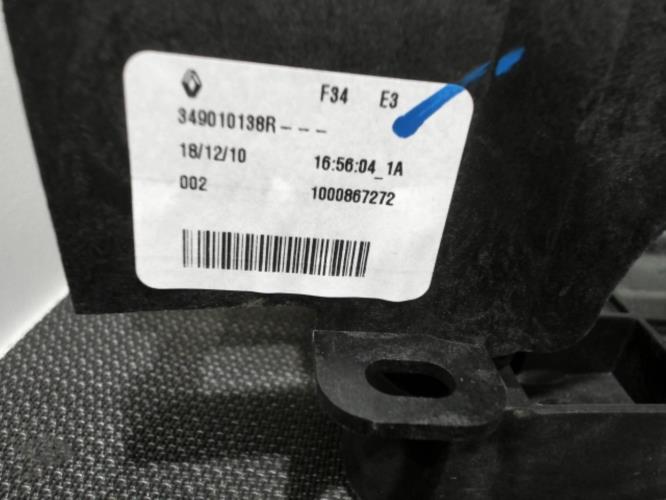 F34 E3
349010138R---
18/12/10 16:56:04_1A
002 1000867272